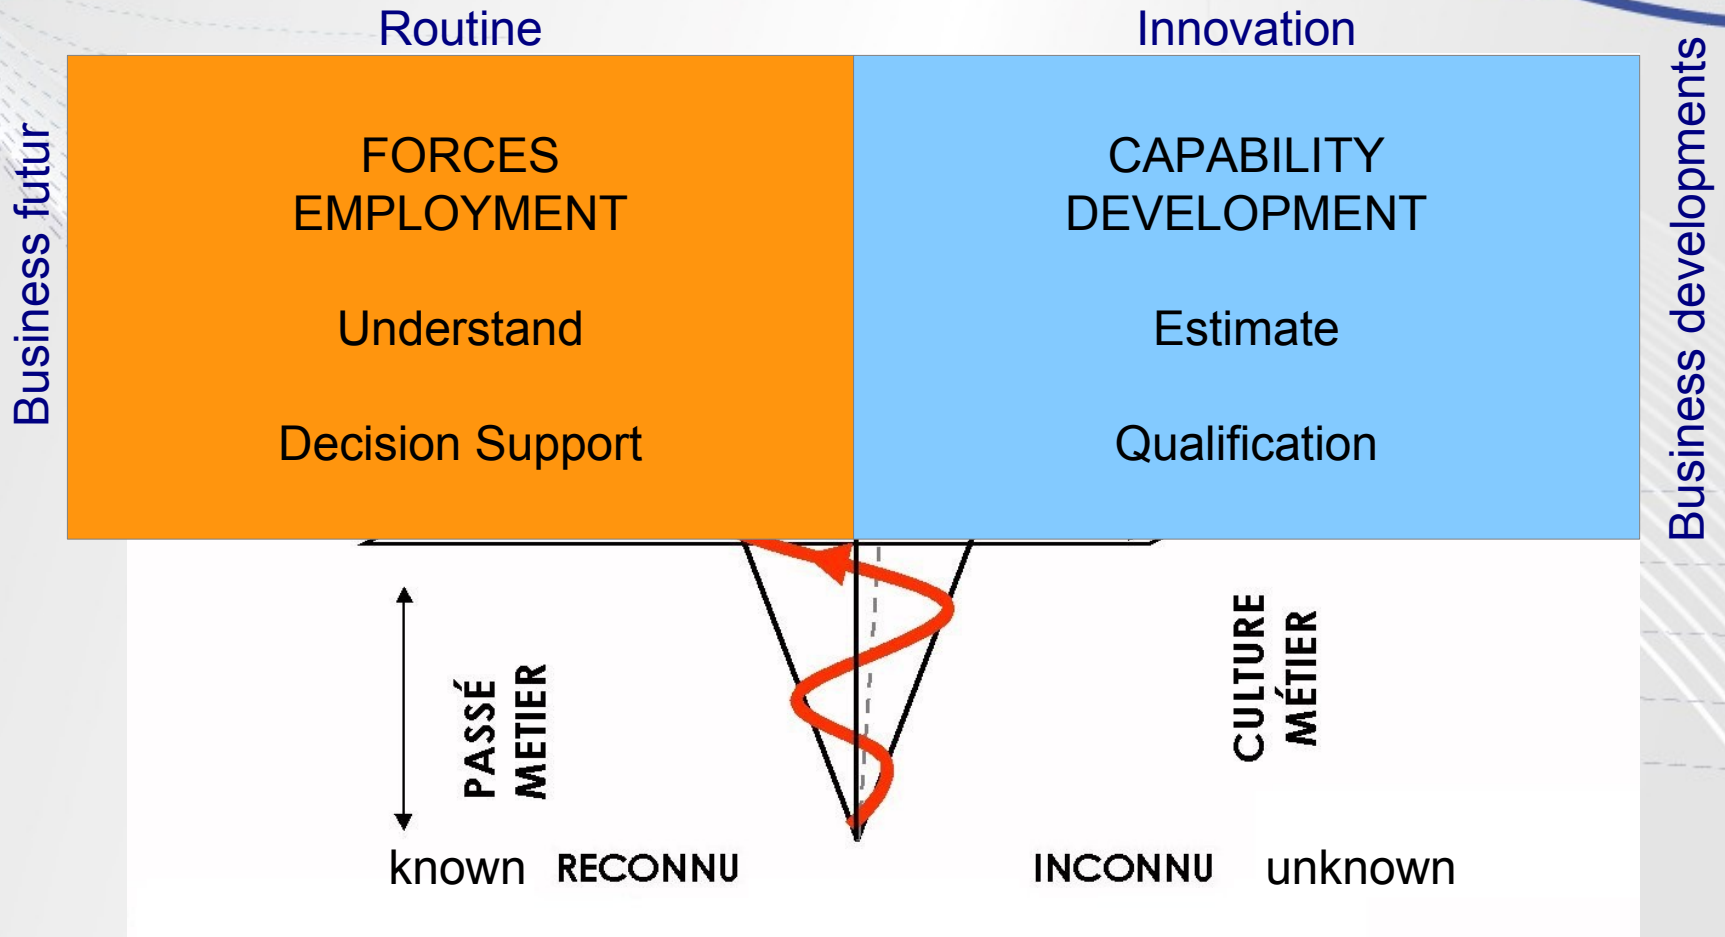 Routine
Innovation
Business futur
FORCES
EMPLOYMENT
Understand
Decision Support
CAPABILITY
DEVELOPMENT
Estimate
Qualification
Business developments
PASSÉ
METIER
CULTURE
MÉTIER
known RECONNU
INCONNU unknown